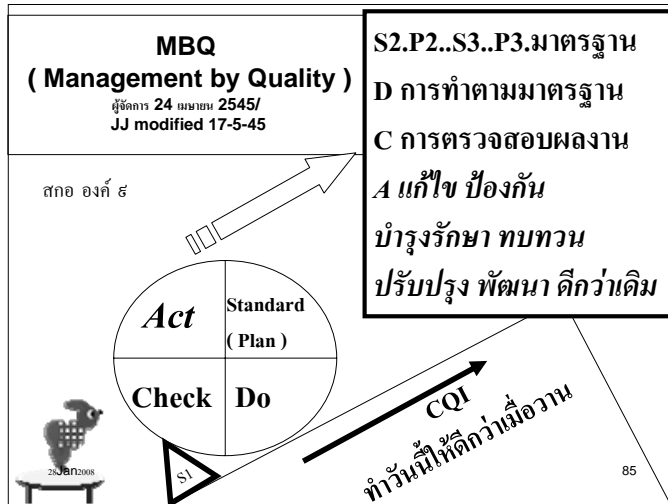 MBQ
( Management by Quality )
ผู้จัดการ 24 เมษายน 2545/
JJ modified 17-5-45
S2.P2..S3..P3.มาตรฐาน
D การทำตามมาตรฐาน
C การตรวจสอบผลงาน
A แก้ไข ป้องกัน
บำรุงรักษา ทบทวน
ปรับปรุง พัฒนา ดีกว่าเดิม
สกอ องค์ ๙
Act
Standard
( Plan )
Check
Do
S1
CQI
ทำวันนี้ให้ดีกว่าเมื่อวาน
28Jan2008
85